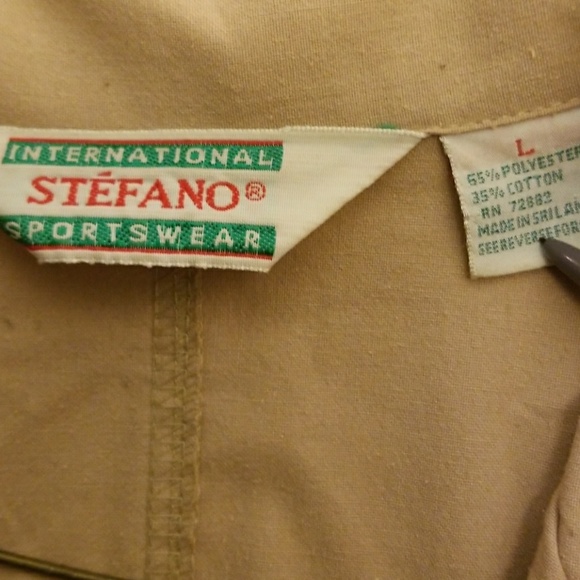 INTERNATIONAL
STÉFANO®
SPORTSWEAR
L
65% POLYESTER
35% COTTON
RN 72882
MADE IN SRI LAN
SEE REVERSE FOR